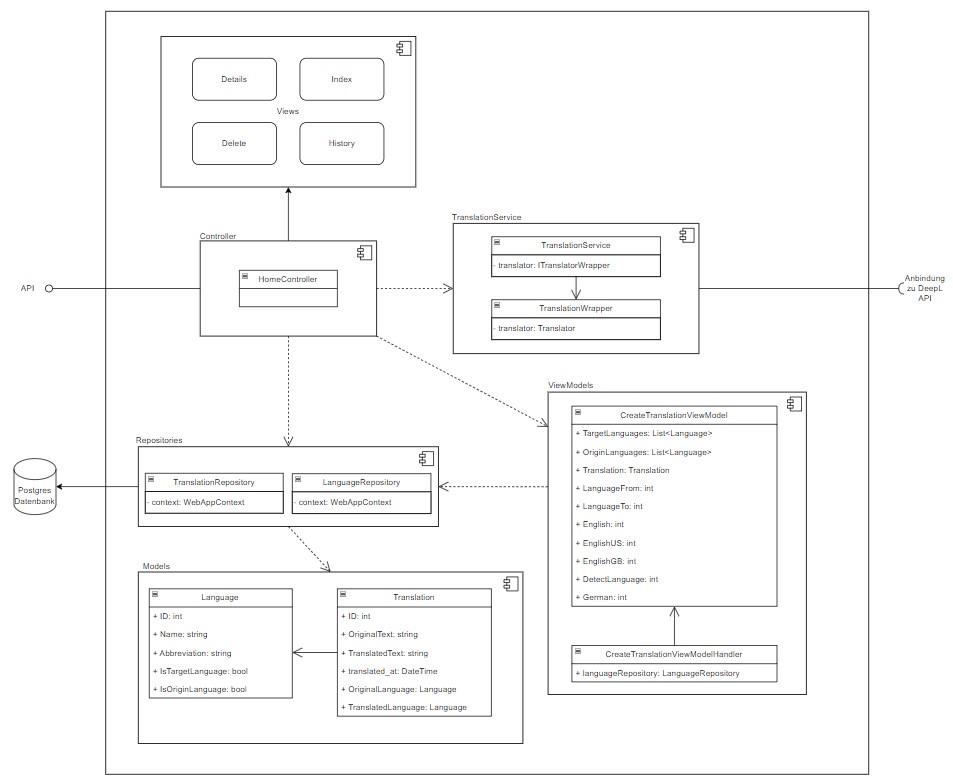 Details
Index
Views
Delete
History
Controller
HomeController
API
TranslationService
TranslationService
- translator: ITranslatorWrapper
TranslationWrapper
- translator: Translator
Anbindung
zu DeepL
API
ViewModels
CreateTranslationViewModel
+ TargetLanguages: List<Language>
+ OriginLanguages: List<Language>
+ Translation: Translation
+ LanguageFrom: int
+ LanguageTo: int
+ English: int
+ EnglishUS: int
+ EnglishGB: int
+ DetectLanguage: int
+ German: int
CreateTranslationViewModelHandler
+ languageRepository: LanguageRepository
Repositories
TranslationRepository
- context: WebAppContext
LanguageRepository
- context: WebAppContext
Postgres
Datenbank
Models
Language
+ ID: int
+ Name: string
+ Abbreviation: string
+ IsTargetLanguage: bool
+ IsOriginLanguage: bool
Translation
+ ID: int
+ OriginalText: string
+ TranslatedText: string
+ translated_at: DateTime
+ OriginalLanguage: Language
+ TranslatedLanguage: Language